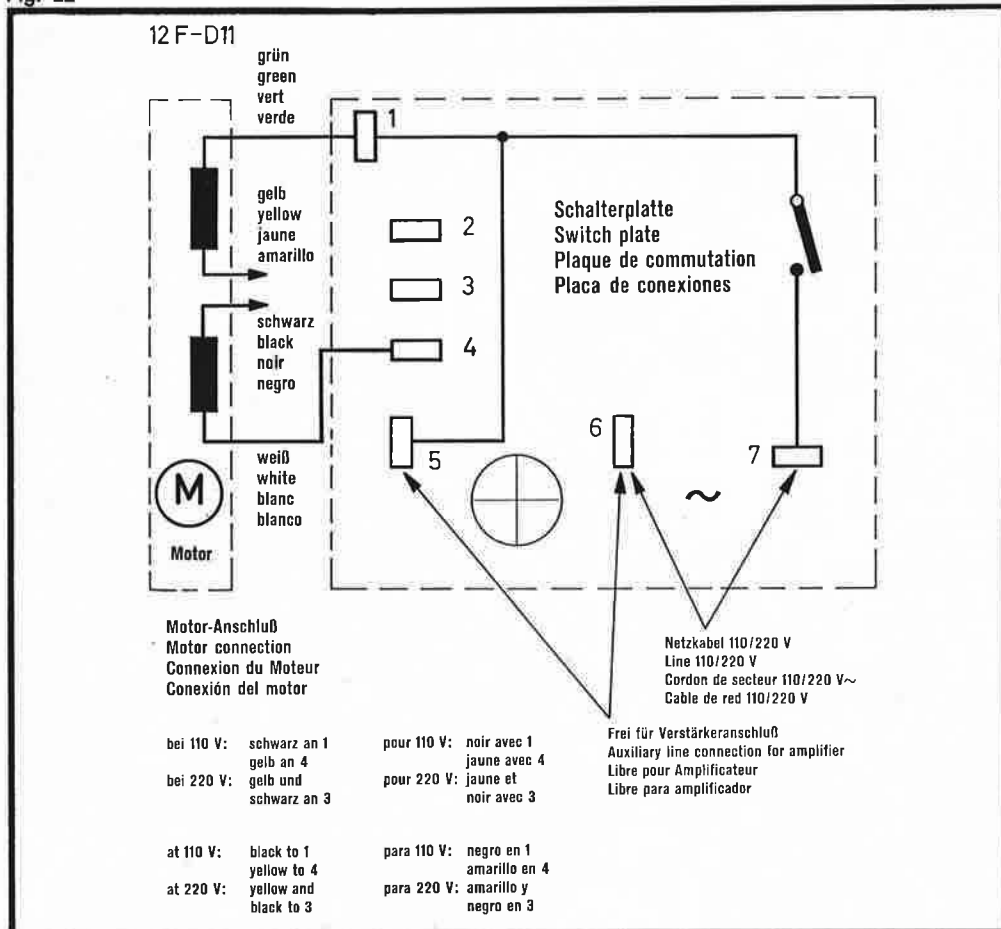 12 F-D11
grün
green
vert
verde
1
gelb
yellow
jaune
amarillo
2
3
schwarz
black
noir
negro
4
Schalterplatte
Switch plate
Plaque de commutation
Placa de conexiones
5
6
7
~
weiß
white
blanc
blanco
M
Motor
Motor-Anschluß
Motor connection
Connexion du Moteur
Conexión del motor
Netzkabel 110/220 V
Line 110/220 V
Cordon de secteur 110/220 V~
Cable de red 110/220 V
Frei für Verstärkeranschluß
Auxiliary line connection for amplifier
Libre pour Amplificateur
Libre para amplificador
bei 110 V: schwarz an 1
gelb an 4
bei 220 V: gelb und
schwarz an 3
pour 110 V: noir avec 1
jaune avec 4
pour 220 V: jaune et
noir avec 3
at 110 V: black to 1
yellow to 4
at 220 V: yellow and
black to 3
para 110 V: negro en 1
amarillo en 4
para 220 V: amarillo y
negro en 3